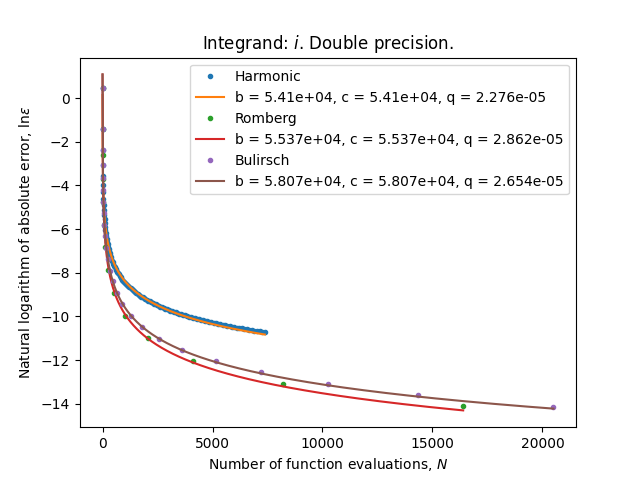 Integrand: i. Double precision.
Harmonic
b = 5.41e+04, c = 5.41e+04, q = 2.276e-05
Romberg
b = 5.537e+04, c = 5.537e+04, q = 2.862e-05
Bulirsch
b = 5.807e+04, c = 5.807e+04, q = 2.654e-05
Natural logarithm of absolute error, lnε
0
−2
−4
−6
−8
−10
−12
−14
0
5000
10000
15000
20000
Number of function evaluations, N